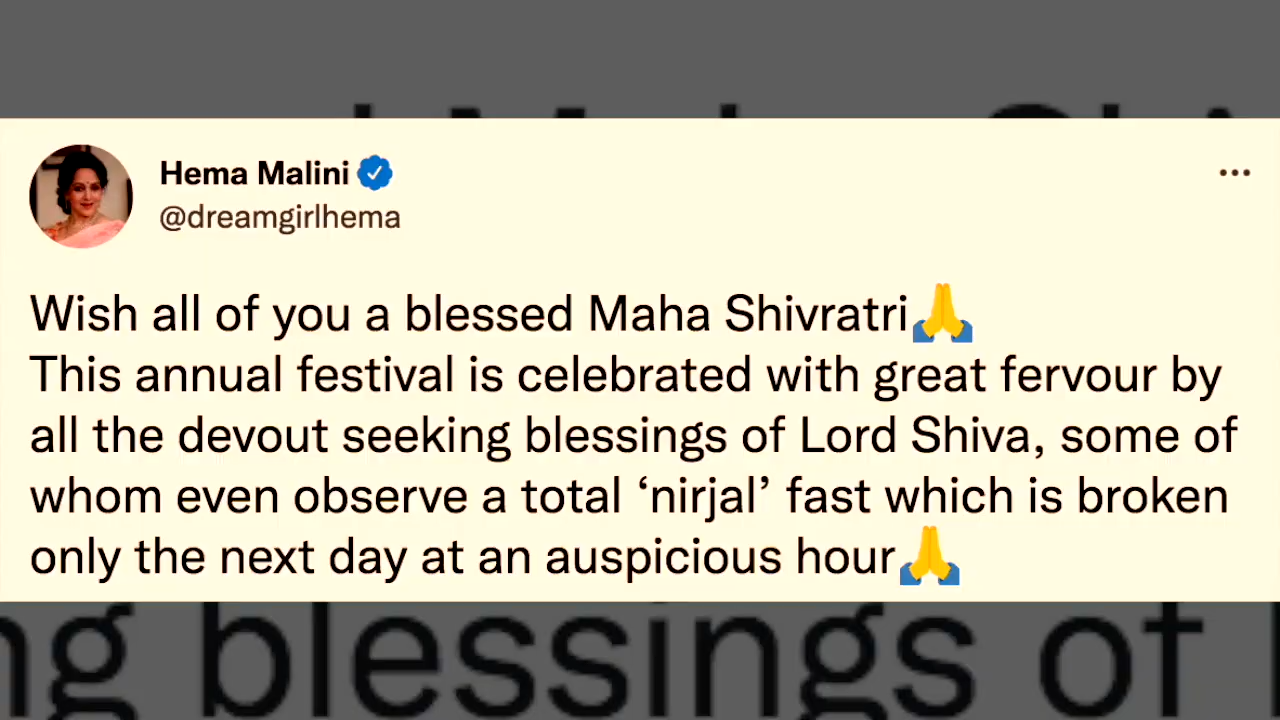 Hema Malini
@dreamgirlhema
Wish all of you a blessed Maha Shivratri🙏
This annual festival is celebrated with great fervour by
all the devout seeking blessings of Lord Shiva, some of
whom even observe a total ‘nirjal’ fast which is broken
only the next day at an auspicious hour🙏
blessings of